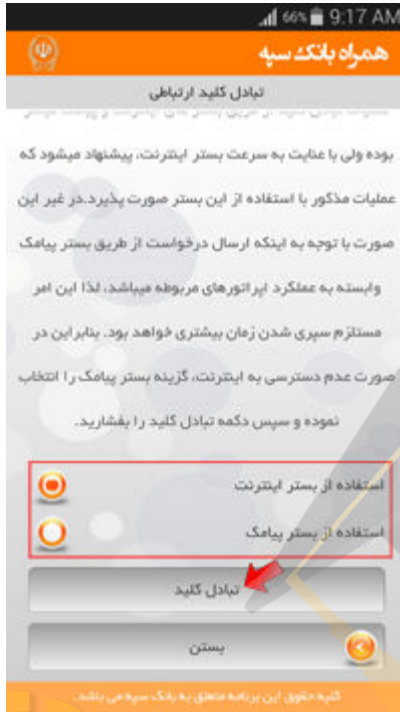 66% 9:17 AM
همراه بانک سپه
تبادل کلید ارتباطی
بوده ولی با عنایت به سرعت بستر اینترنت، پیشنهاد میشود که
عملیات مذکور با استفاده از این بستر صورت پذیرد.در غیر این
صورت با توجه به اینکه ارسال درخواست از طریق بستر پیامک
وابسته به عملکرد اپراتورهای مربوطه میباشد، لذا این امر
مستلزم سپری شدن زمان بیشتری خواهد بود. بنابراین در
صورت عدم دسترسی به اینترنت، گزینه بستر پیامک را انتخاب
نموده و سپس دکمه تبادل کلید را بفشارید.
استفاده از بستر اینترنت
استفاده از بستر پیامک
تبادل کلید
بستن
کلیه حقوق این برنامه متعلق به بانک سپه می باشد.